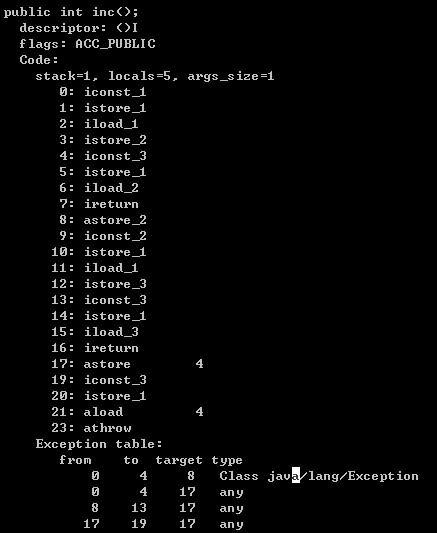 public int inc();
descriptor: ()I
flags: ACC_PUBLIC
Code:
stack=1, locals=5, args_size=1
0: iconst_1
1: istore_1
2: iload_1
3: istore_2
4: iconst_3
5: istore_1
6: iload_2
7: ireturn
8: astore_2
9: iconst_2
10: istore_1
11: iload_1
12: istore_3
13: iconst_3
14: istore_1
15: iload_3
16: ireturn
17: astore 4
19: iconst_3
20: istore_1
21: aload 4
23: athrow
Exception table:
from to target type
0 4 8 Class java/lang/Exception
0 4 17 any
8 13 17 any
17 19 17 any